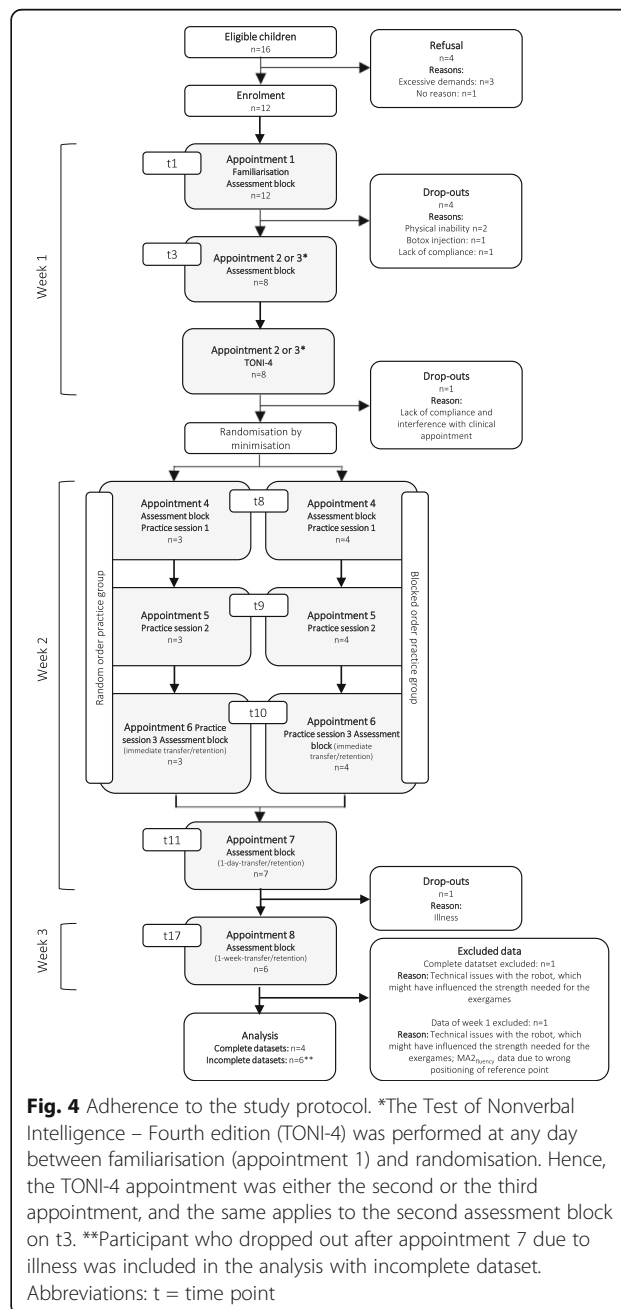 Eligible children
n=16
Refusal
n=4
Reasons:
Excessive demands: n=3
No reason: n=1
Enrolment
n=12
Week 1
t1
Appointment 1
Familiarisation
Assessment block
n=12
Drop-outs
n=4
Reasons:
Physical inability n=2
Botox injection: n=1
Lack of compliance: n=1
t3
Appointment 2 or 3*
Assessment block
n=8
Appointment 2 or 3*
TONI-4
n=8
Drop-outs
n=1
Reason:
Lack of compliance and
interference with clinical
appointment
Randomisation by
minimisation
Week 2
Random order practice group
Appointment 4
Assessment block
Practice session 1
n=3
t8
Appointment 4
Assessment block
Practice session 1
n=4
Blocked order practice group
Appointment 5
Practice session 2
n=3
t9
Appointment 5
Practice session 2
n=4
Appointment 6 Practice
session 3 Assessment
block
(immediate transfer/retention)
n=3
t10
Appointment 6
Practice session 3 Assessment
block (immediate
transfer/retention)
n=4
t11
Appointment 7
Assessment block
(1-day-transfer/retention)
n=7
Drop-outs
n=1
Reason:
Illness
Week 3
t17
Appointment 8
Assessment block
(1-week-transfer/retention)
n=6
Excluded data
Complete datatset excluded: n=1
Reason: Technical issues with the robot, which
might have influenced the strength needed for the
exergames
Data of week 1 excluded: n=1
Reason: Technical issues with the robot, which
might have influenced the strength needed for the
exergames; MA2fluency data due to wrong
positioning of reference point
Analysis
Complete datasets: n=4
Incomplete datasets: n=6**
Fig. 4 Adherence to the study protocol. *The Test of Nonverbal
Intelligence – Fourth edition (TONI-4) was performed at any day
between familiarisation (appointment 1) and randomisation. Hence,
the TONI-4 appointment was either the second or the third
appointment, and the same applies to the second assessment block
on t3. **Participant who dropped out after appointment 7 due to
illness was included in the analysis with incomplete dataset.
Abbreviations: t = time point